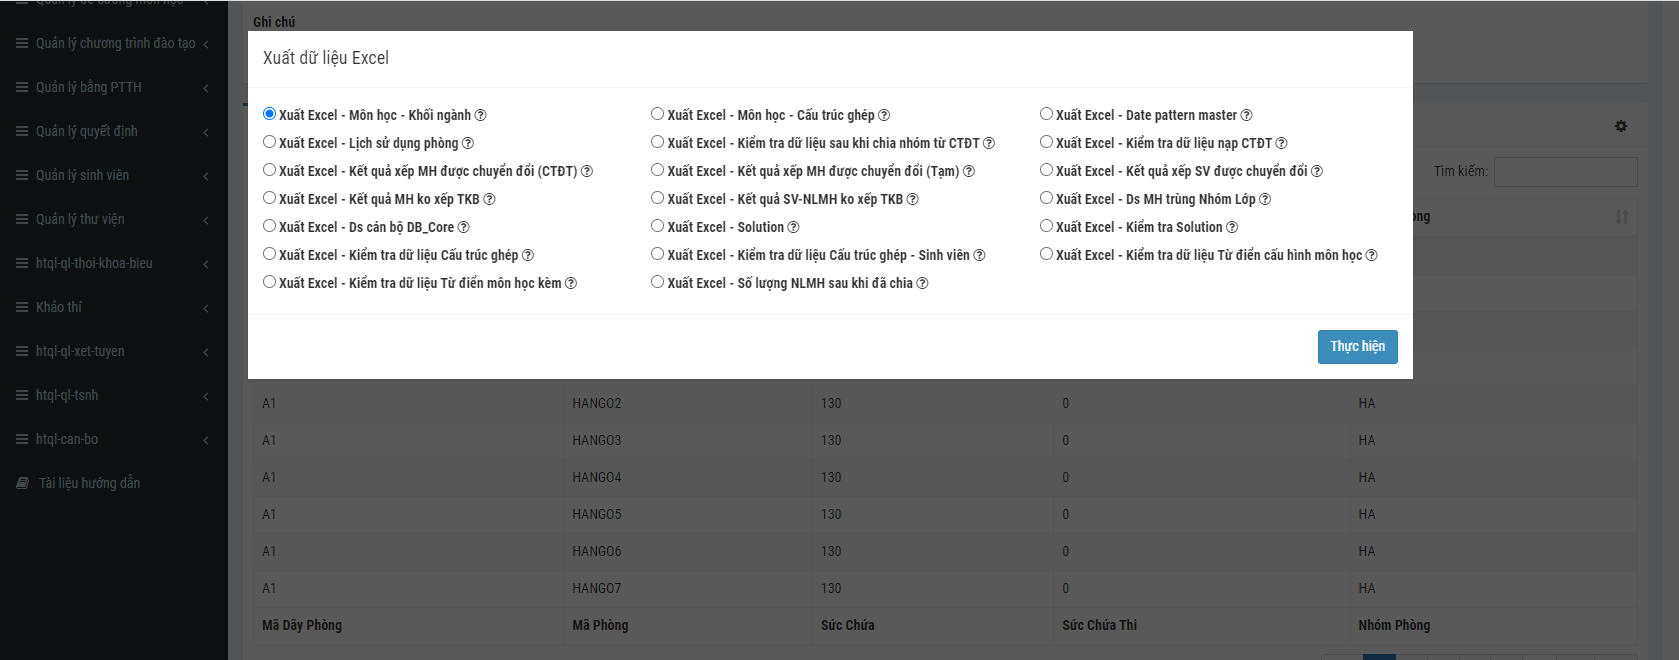 Quản lý đề cương môn học
Quản lý chương trình đào tạo
Quản lý bằng PTTH
Quản lý quyết định
Quản lý sinh viên
Quản lý thư viện
htql-ql-thoi-khoa-bieu
Khảo thí
htql-ql-xet-tuyen
htql-ql-tsnh
htql-can-bo
Tài liệu hướng dẫn
Ghi chú
Xuất dữ liệu Excel
Xuất Excel - Môn học - Khối ngành
Xuất Excel - Môn học - Cấu trúc ghép
Xuất Excel - Date pattern master
Xuất Excel - Lịch sử dụng phòng
Xuất Excel - Kiểm tra dữ liệu sau khi chia nhóm từ CTĐT
Xuất Excel - Kiểm tra dữ liệu nạp CTĐT
Xuất Excel - Kết quả xếp MH được chuyển đổi (CTĐT)
Xuất Excel - Kết quả xếp MH được chuyển đổi (Tạm)
Xuất Excel - Kết quả xếp SV được chuyển đổi
Xuất Excel - Kết quả MH ko xếp TKB
Xuất Excel - Kết quả SV-NLMH ko xếp TKB
Xuất Excel - Ds MH trùng Nhóm Lớp
Xuất Excel - Ds cán bộ DB_Core
Xuất Excel - Solution
Xuất Excel - Kiểm tra Solution
Xuất Excel - Kiểm tra dữ liệu Cấu trúc ghép
Xuất Excel - Kiểm tra dữ liệu Cấu trúc ghép - Sinh viên
Xuất Excel - Kiểm tra dữ liệu Từ điển cấu hình môn học
Xuất Excel - Kiểm tra dữ liệu Từ điển môn học kèm
Xuất Excel - Số lượng NLMH sau khi đã chia
Thực hiện
Tìm kiếm:
òng
A1 HANGO2 130 0 HA
A1 HANGO3 130 0 HA
A1 HANGO4 130 0 HA
A1 HANGO5 130 0 HA
A1 HANGO6 130 0 HA
A1 HANGO7 130 0 HA
Mã Dãy Phòng Mã Phòng Sức Chứa Sức Chứa Thi Nhóm Phòng